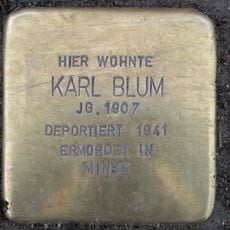 HIER WOHNTE
KARL BLUM
JG. 1907
DEPORTIERT 1941
ERMORDET IN
MINSK